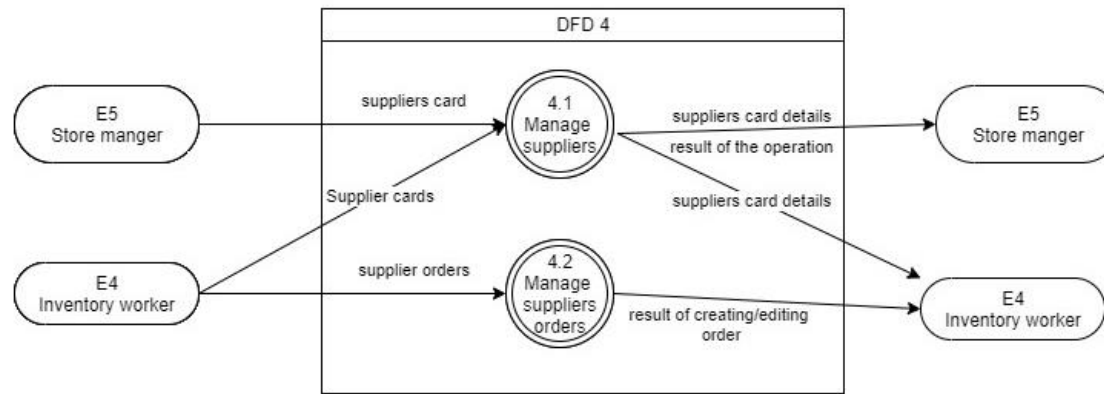 DFD 4
E5
Store manger
suppliers card
4.1
Manage
suppliers
suppliers card details
result of the operation
E5
Store manger
Supplier cards
suppliers card details
E4
Inventory worker
supplier orders
4.2
Manage
suppliers
orders
result of creating/editing
order
E4
Inventory worker